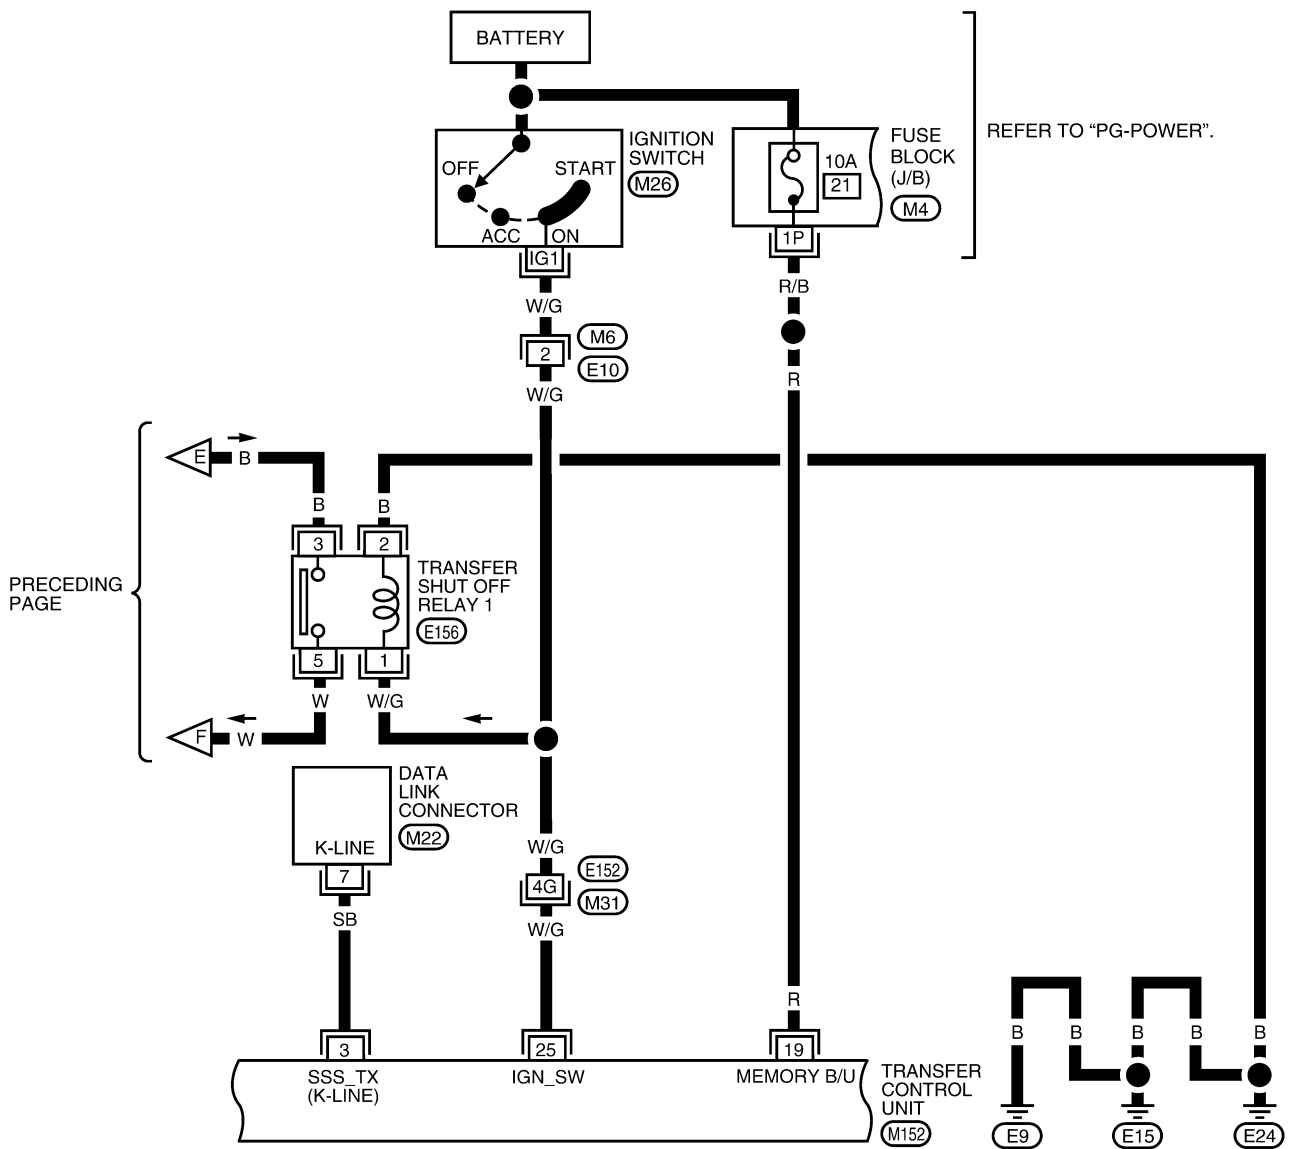 BATTERY
REFER TO “PG-POWER”.
IGNITION
SWITCH
M26
OFF
START
ACC
ON
IG1
FUSE
BLOCK
(J/B)
M4
10A
21
1P
W/G
R/B
2
M6
E10
W/G
R
PRECEDING
PAGE
E
B
B
B
3
2
TRANSFER
SHUT OFF
RELAY 1
E156
5
1
W
W/G
F
W
DATA
LINK
CONNECTOR
M22
K-LINE
7
SB
W/G
4G
E152
M31
W/G
R
B
B
B
B
B
3
25
19
SSS_TX
(K-LINE)
IGN_SW
MEMORY B/U
TRANSFER
CONTROL
UNIT
M152
E9
E15
E24